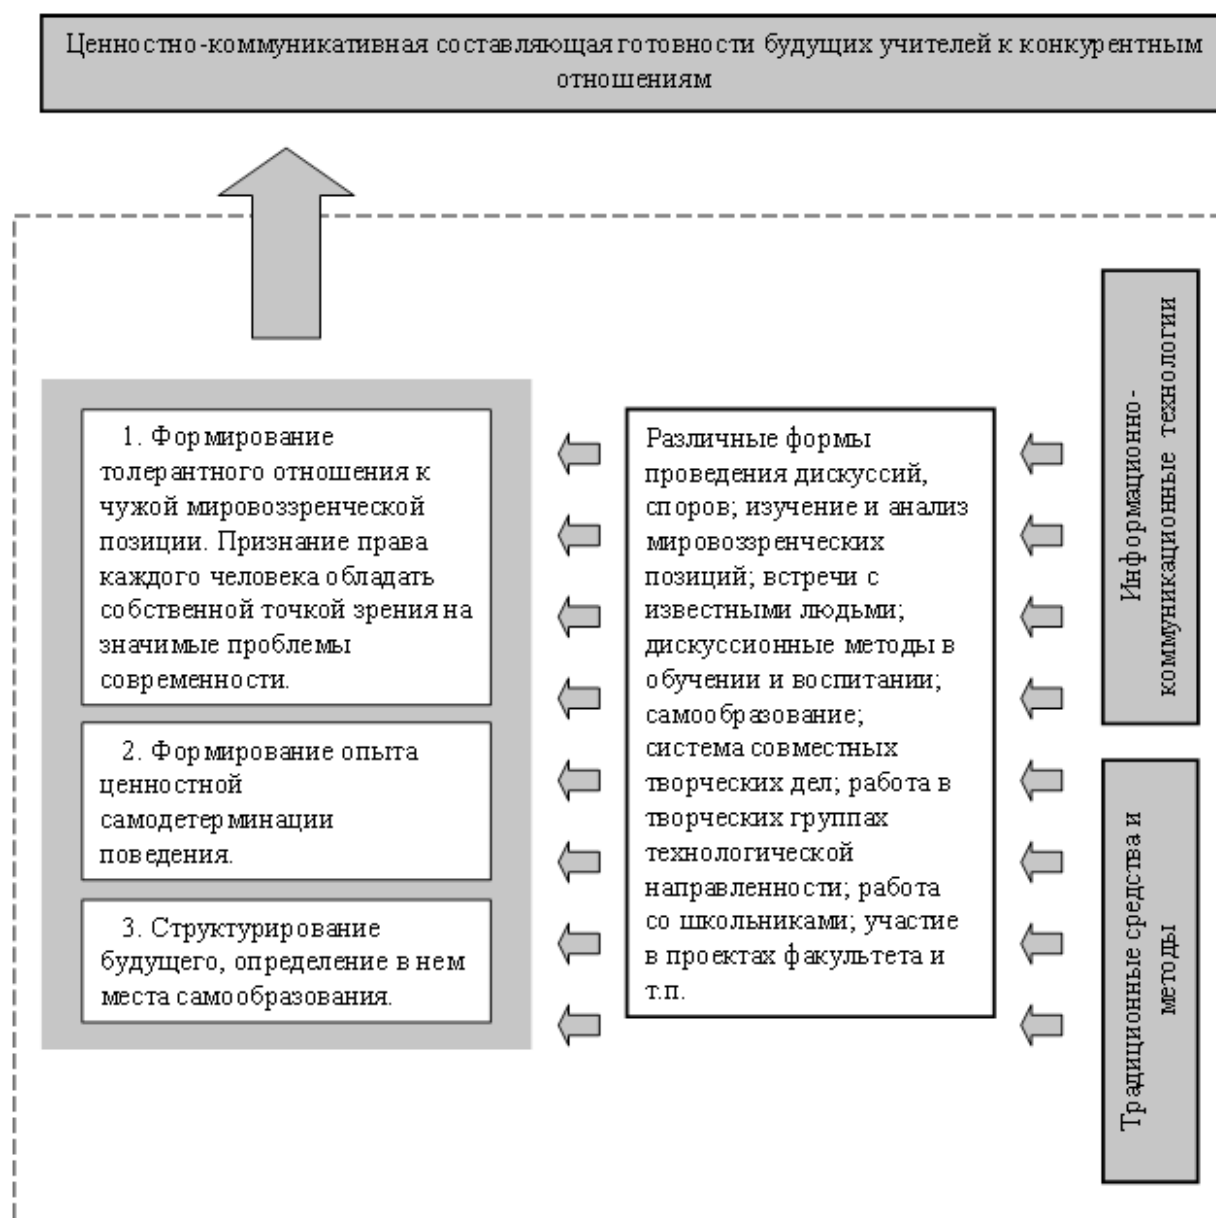 Ценностно-коммуникативная составляющая готовности будущих учителей к конкурентным
отношениям
1. Формирование
толерантного отношения к
чужой мировоззренческой
позиции. Признание права
каждого человека обладать
собственной точкой зрения на
значимые проблемы
современности.
2. Формирование опыта
ценностной
самодетерминации
поведения.
3. Структурирование
будущего, определение в нем
места самообразования.
Различные формы
проведения дискуссий,
споров; изучение и анализ
мировоззренческих
позиций; встречи с
известными людьми;
дискуссионные методы в
обучении и воспитании;
самообразование;
система совместных
творческих дел; работа в
творческих группах
технологической
направленности; работа
со школьниками; участие
в проектах факультета и
т.п.
Информационно-
коммуникационные технологии
Традиционные средства и
методы